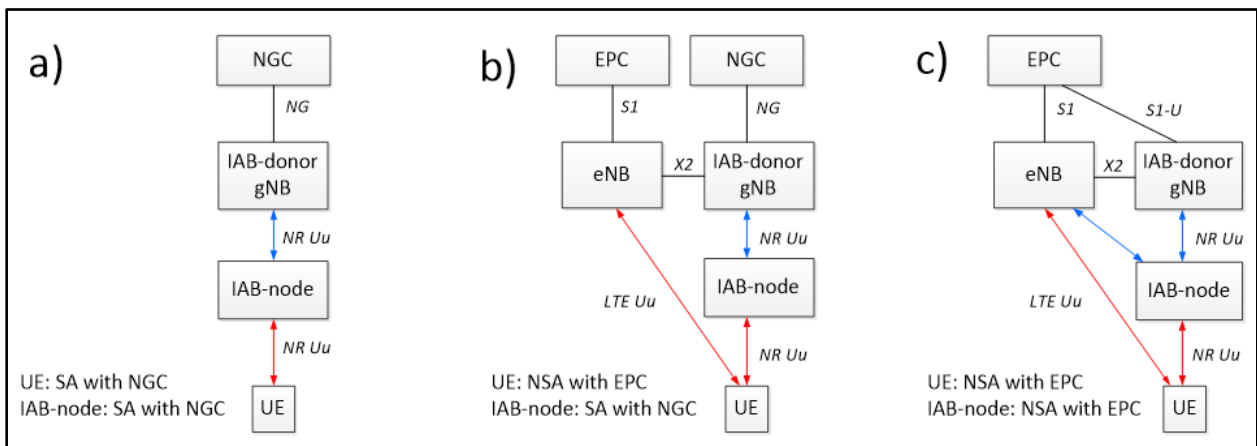 a)
NGC
NG
IAB-donor
gNB
NR Uu
IAB-node
NR Uu
UE: SA with NGC
IAB-node: SA with NGC
UE
b)
EPC
NGC
S1
NG
eNB
X2
IAB-donor
gNB
NR Uu
IAB-node
LTE Uu
NR Uu
UE: NSA with EPC
IAB-node: SA with NGC
UE
c)
EPC
S1
S1-U
eNB
X2
IAB-donor
gNB
NR Uu
IAB-node
LTE Uu
NR Uu
UE: NSA with EPC
IAB-node: NSA with EPC
UE